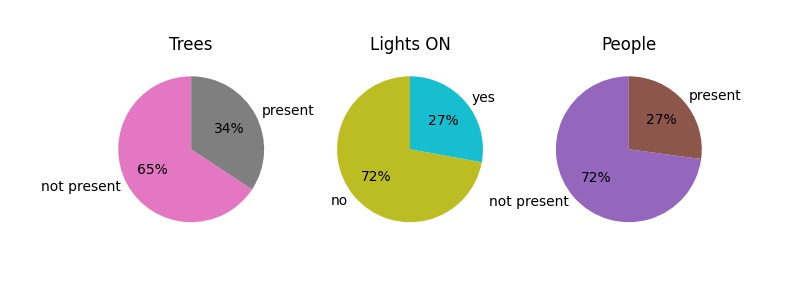 Trees
present
34%
65%
not present
Lights ON
yes
27%
72%
no
People
present
27%
72%
not present